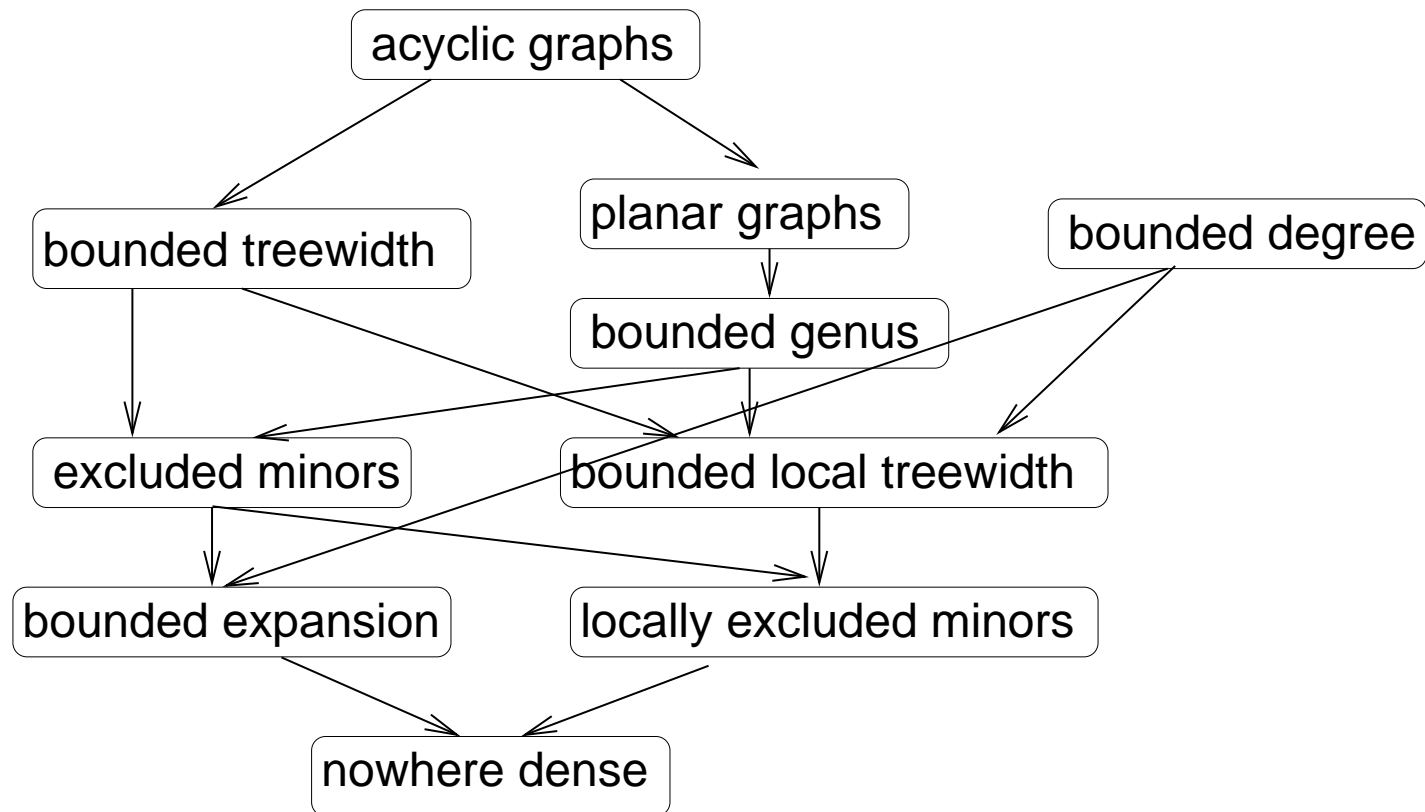 acyclic graphs
planar graphs
bounded degree
bounded treewidth
bounded genus
excluded minors
bounded local treewidth
bounded expansion
locally excluded minors
nowhere dense